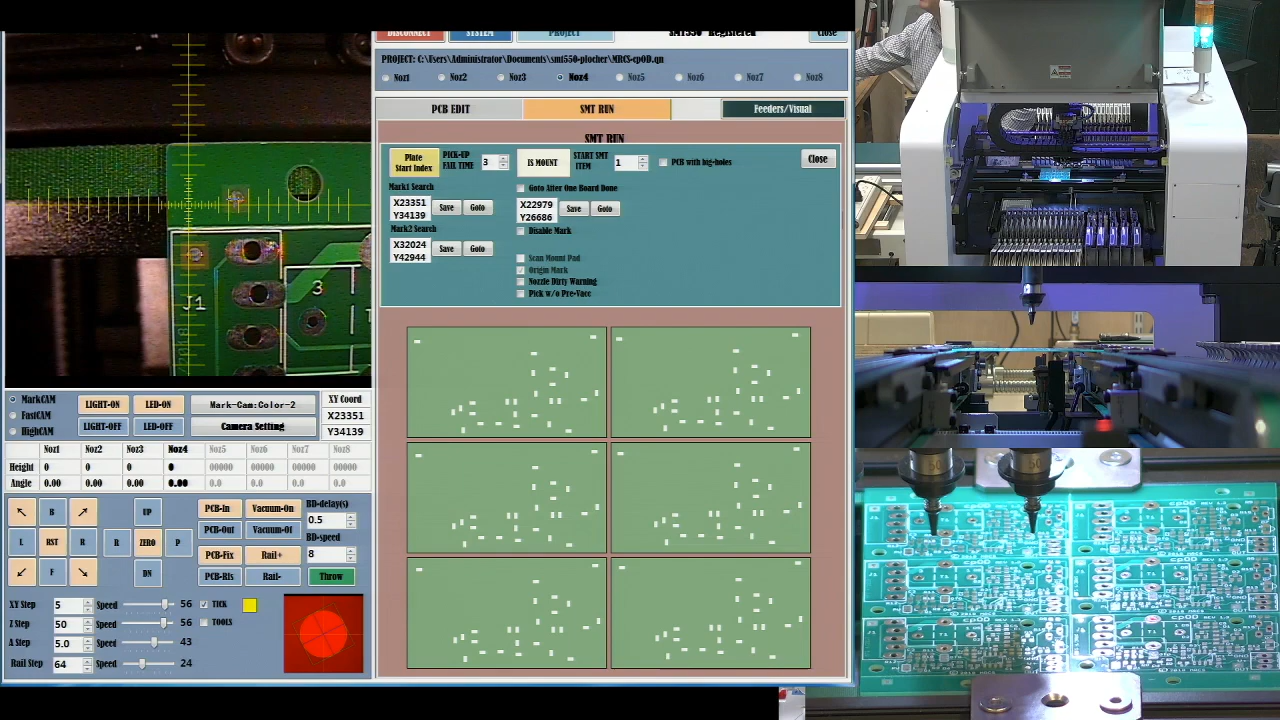 DISCONNECT SYSTEM PROJECT SMT550 Registered Close
PROJECT: C:\Users\Administrator\Documents\smt550-plocher\MRCS-cpOD.qn
Noz1 Noz2 Noz3 Noz4 Noz5 Noz6 Noz7 Noz8
PCB EDIT SMT RUN Feeders/Visual
SMT RUN
Plate Start Index
PICK-UP FAIL TIME 3
IS MOUNT
START SMT ITEM 1
PCB with big-holes
Close
Mark1 Search
X23351
Y34139
Save Goto
Mark2 Search
X32024
Y42944
Save Goto
Goto After One Board Done
X22979
Y26686
Save Goto
Disable Mark
Scan Mount Pad
Origin Mark
Nozzle Dirty Warning
Pick w/o Pre-Vacc
J1
3
MarkCAM
FastCAM
HighCAM
LIGHT-ON LED-ON Mark-Cam:Color-2
LIGHT-OFF LED-OFF Camera Setting
XY Coord
X23351
Y34139
Noz1 Noz2 Noz3 Noz4 Noz5 Noz6 Noz7 Noz8
Height 0 0 0 0 00000 00000 00000 00000
Angle 0.00 0.00 0.00 0.00 0.0 0.0 0.0 0.0
B UP
L RST R R ZERO P
F DN
PCB-In Vacuum-On
PCB-Out Vacuum-Of
PCB-Fix Rail+
PCB-Rls Rail-
BD-delay(s)
0.5
BD-speed
8
Throw
XY Step 5 Speed 56 TICK
Z Step 50 Speed 56 TOOLS
A Step 5.0 Speed 43
Rail Step 64 Speed 24